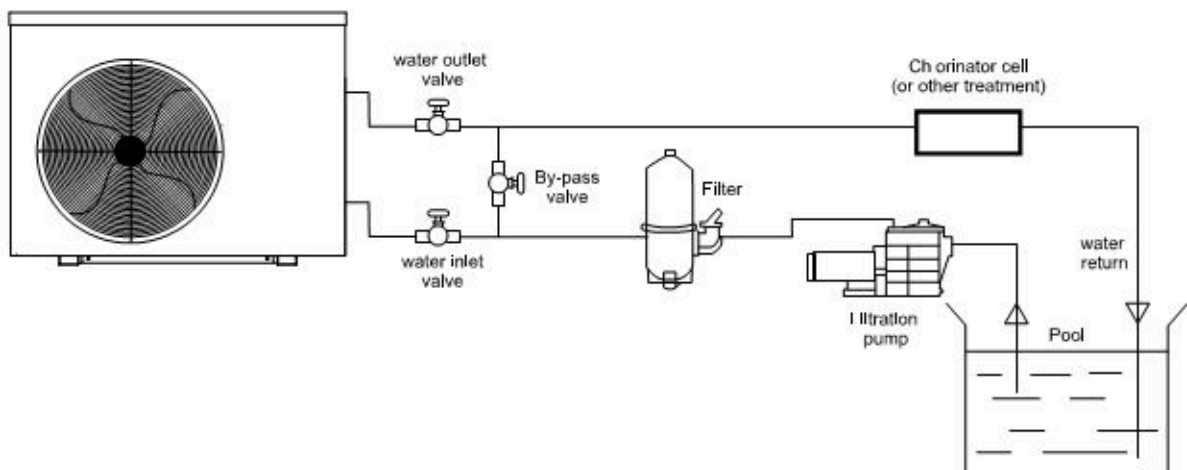 water outlet
valve
Ch orinator cell
(or other treatment)
By-pass
valve
Filter
water inlet
valve
water
return
I iltration
pump
Pool